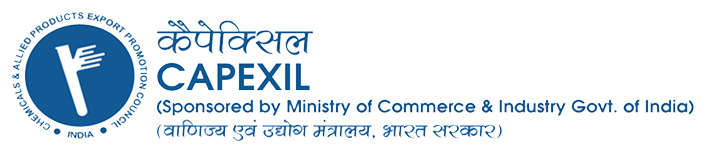 CHEMICALS & ALLIED PRODUCTS EXPORT PROMOTION COUNCIL
• INDIA •
कैपेक्सिल
CAPEXIL
(Sponsored by Ministry of Commerce & Industry Govt. of India)
(वाणिज्य एवं उद्योग मंत्रालय, भारत सरकार)